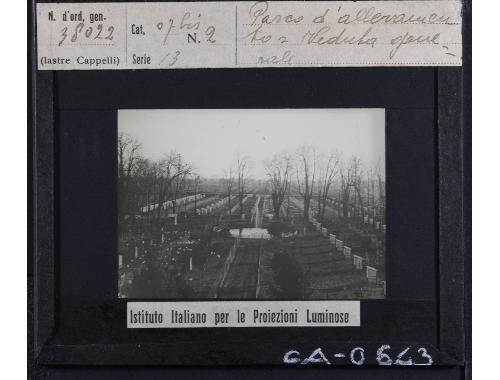 N. d'ord. gen.
38022
(lastre Cappelli)
Cat. 07 bis
N. 2
Serie 13
Parco d'allevamen
to = Veduta gene=
rale
Istituto Italiano per le Proiezioni Luminose
CA-0643